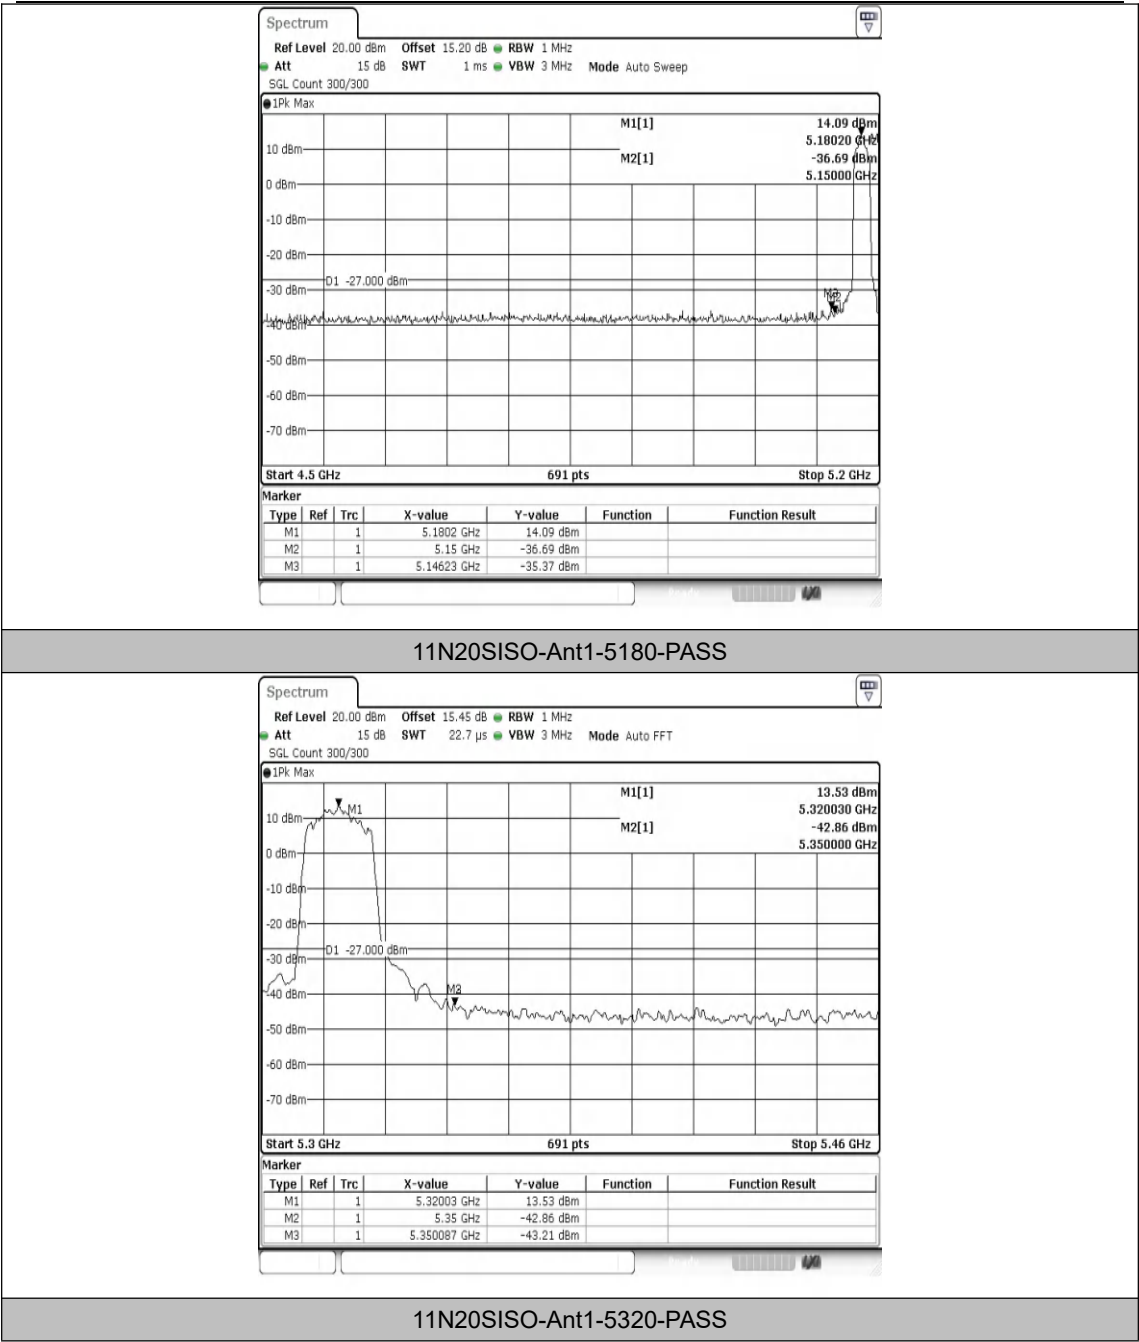 Spectrum
Ref Level 20.00 dBm Offset 15.20 dB RBW 1 MHz
Att 15 dB SWT 1 ms VBW 3 MHz Mode Auto Sweep
SGL Count 300/300
1Pk Max
M1[1] 14.09 dBm
5.18020 GHz
10 dBm
M2[1] -36.69 dBm
5.15000 GHz
0 dBm
-10 dBm
-20 dBm
D1 -27.000 dBm
-30 dBm
-40 dBm
-50 dBm
-60 dBm
-70 dBm
Start 4.5 GHz 691 pts Stop 5.2 GHz
Marker
Type Ref Trc X-value Y-value Function Function Result
M1 1 5.1802 GHz 14.09 dBm
M2 1 5.15 GHz -36.69 dBm
M3 1 5.14623 GHz -35.37 dBm
11N20SISO-Ant1-5180-PASS
Spectrum
Ref Level 20.00 dBm Offset 15.45 dB RBW 1 MHz
Att 15 dB SWT 22.7 µs VBW 3 MHz Mode Auto FFT
SGL Count 300/300
1Pk Max
M1[1] 13.53 dBm
5.320030 GHz
M1
10 dBm
M2[1] -42.86 dBm
5.350000 GHz
0 dBm
-10 dBm
-20 dBm
D1 -27.000 dBm
-30 dBm
-40 dBm
-50 dBm
-60 dBm
-70 dBm
Start 5.3 GHz 691 pts Stop 5.46 GHz
Marker
Type Ref Trc X-value Y-value Function Function Result
M1 1 5.32003 GHz 13.53 dBm
M2 1 5.35 GHz -42.86 dBm
M3 1 5.350087 GHz -43.21 dBm
11N20SISO-Ant1-5320-PASS